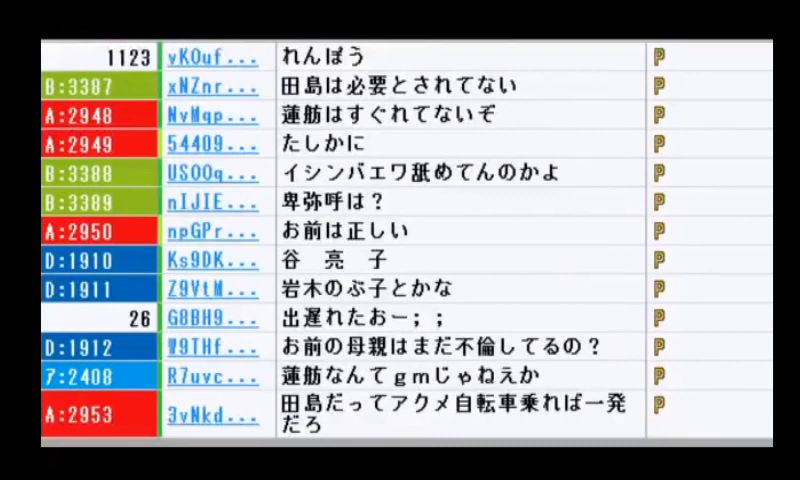 1123 vKOuf... れんぽう P
B:3387 xNZnr... 田島は必要とされてない P
A:2948 NvMqp... 蓮舫はすぐれてないぞ P
A:2949 54409... たしかに P
B:3388 USOOq... イシンバエワ舐めてんのかよ P
B:3389 nIJIE... 卑弥呼は？ P
A:2950 npGPr... お前は正しい P
D:1910 Ks9DK... 谷　亮　子 P
D:1911 Z9VtM... 岩木のぶ子とかな P
26 G8BH9... 出遅れたおー；； P
D:1912 W9THf... お前の母親はまだ不倫してるの？ P
ア:2408 R7uvc... 蓮舫なんてｇｍじゃねえか P
A:2953 3vNkd... 田島だってアクメ自転車乗れば一発 P
だろ